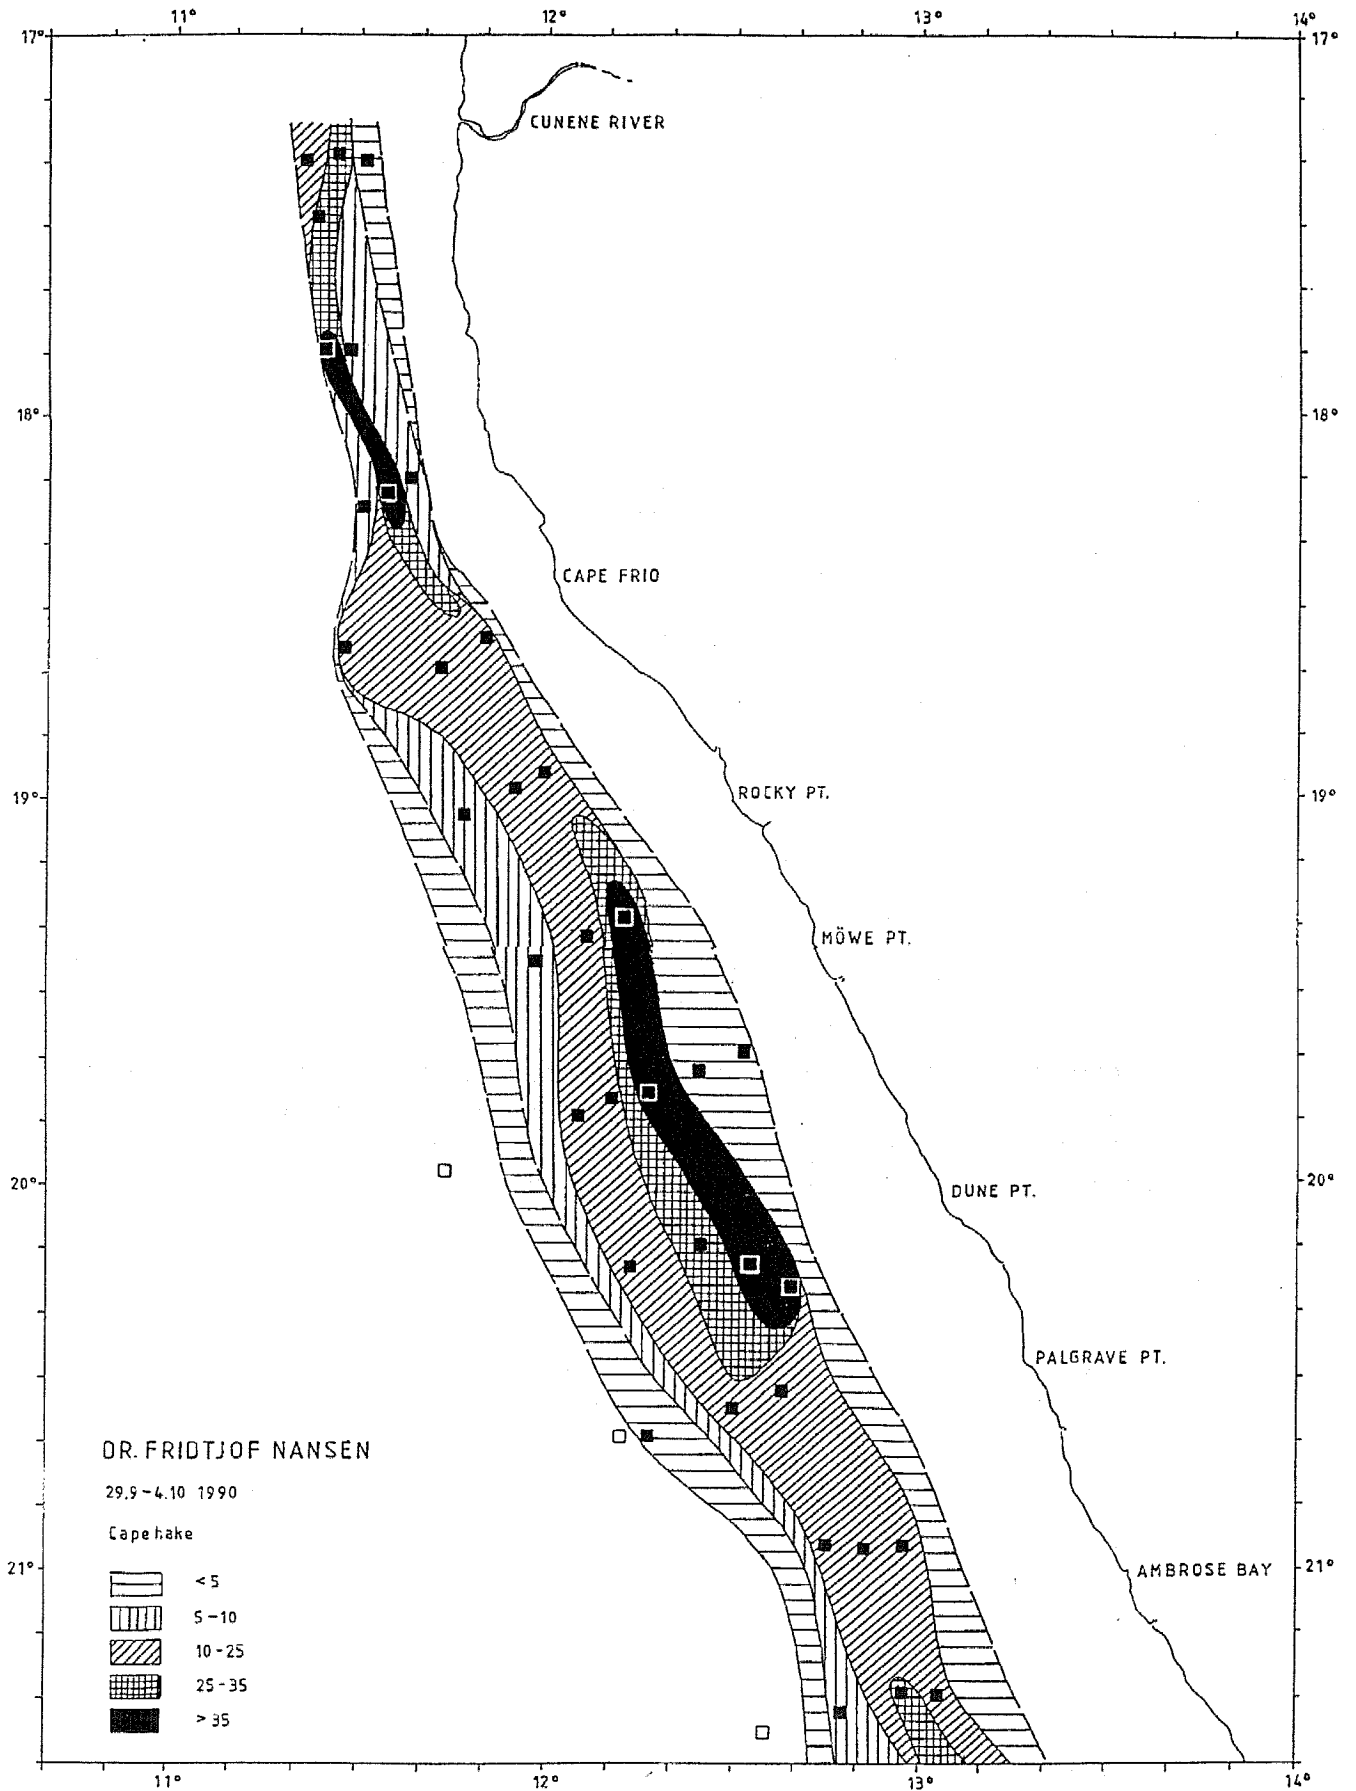 11° 12° 13° 14°
17° 17°
CUNENE RIVER
18° 18°
CAPE FRIO
ROCKY PT.
19° 19°
MÖWE PT.
20° 20°
DUNE PT.
PALGRAVE PT.
DR. FRIDTJOF NANSEN
29.9-4.10 1990
Cape hake
21° 21°
AMBROSE BAY
<5
5-10
10-25
25-35
>35
11° 12° 13° 14°